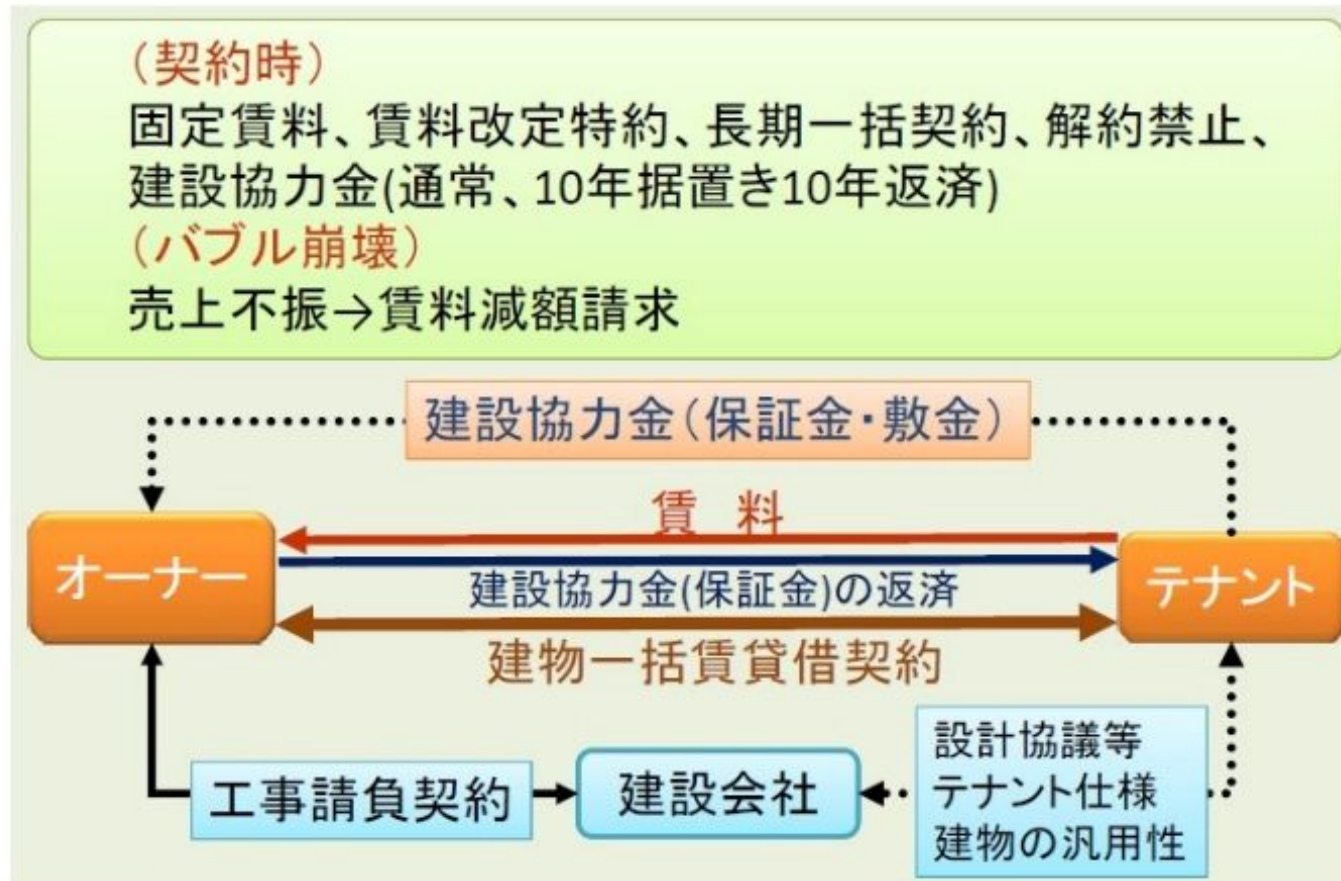 (契約時)
固定賃料、賃料改定特約、長期一括契約、解約禁止、
建設協力金(通常、10年据置き10年返済)
(バブル崩壊)
売上不振→賃料減額請求
建設協力金(保証金・敷金)
賃 料
オーナー
建設協力金(保証金)の返済
テナント
建物一括賃貸借契約
工事請負契約
建設会社
設計協議等
テナント仕様
建物の汎用性